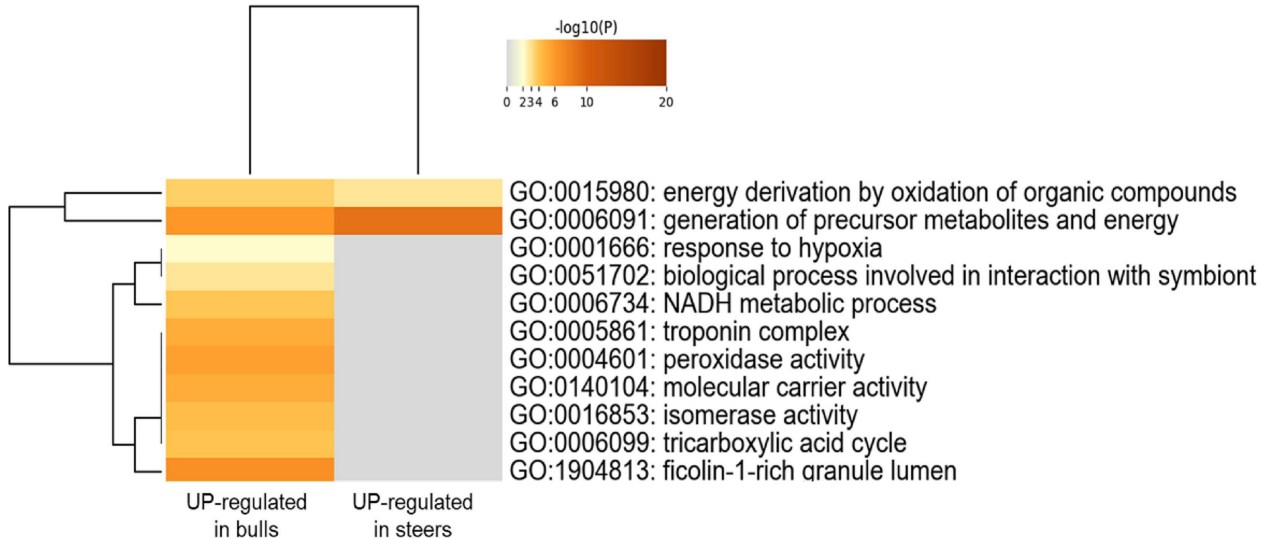 -log10(P)
0 2 3 4 6 10 20
GO:0015980: energy derivation by oxidation of organic compounds
GO:0006091: generation of precursor metabolites and energy
GO:0001666: response to hypoxia
GO:0051702: biological process involved in interaction with symbiont
GO:0006734: NADH metabolic process
GO:0005861: troponin complex
GO:0004601: peroxidase activity
GO:0140104: molecular carrier activity
GO:0016853: isomerase activity
GO:0006099: tricarboxylic acid cycle
GO:1904813: ficolin-1-rich granule lumen
UP-regulated
in bulls
UP-regulated
in steers